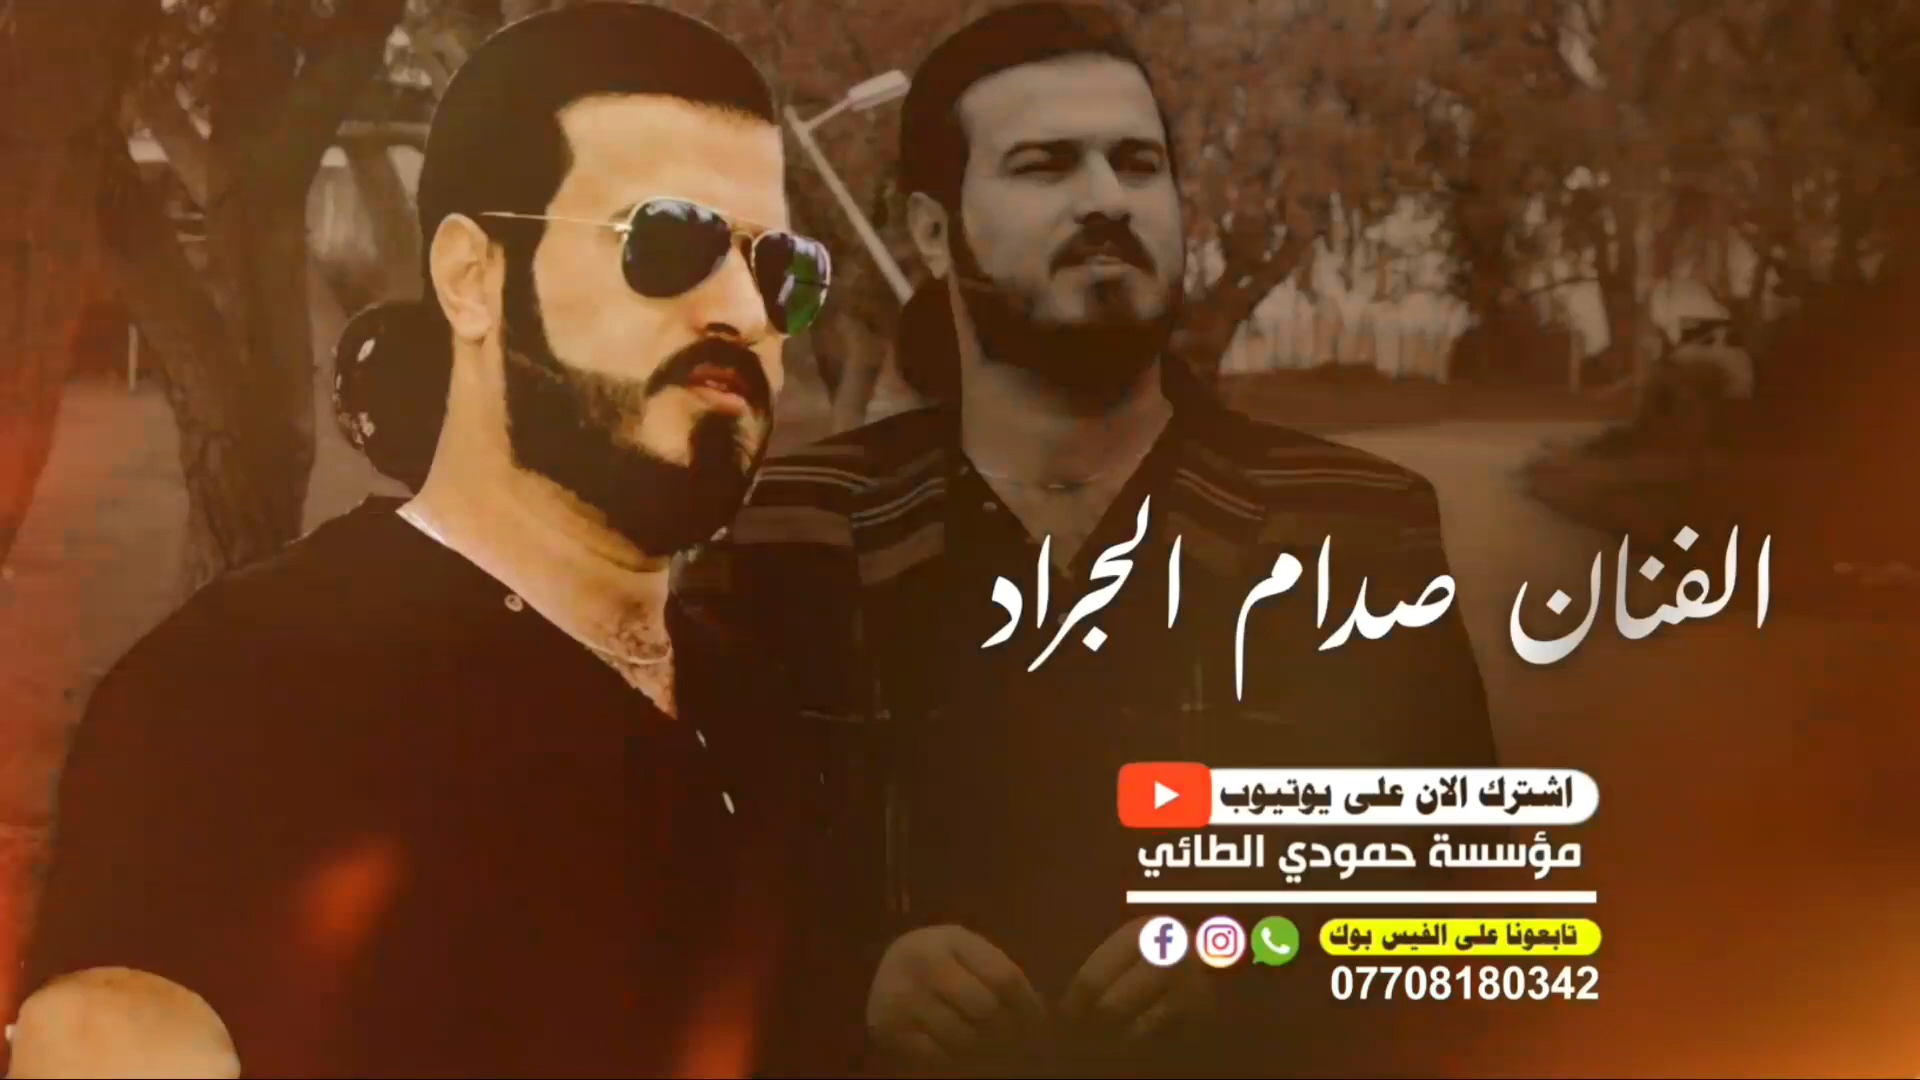 الفنان صدام الجراد
اشترك الان على يوتيوب
مؤسسة حمودي الطائي
تابعونا على الفيس بوك
07708180342